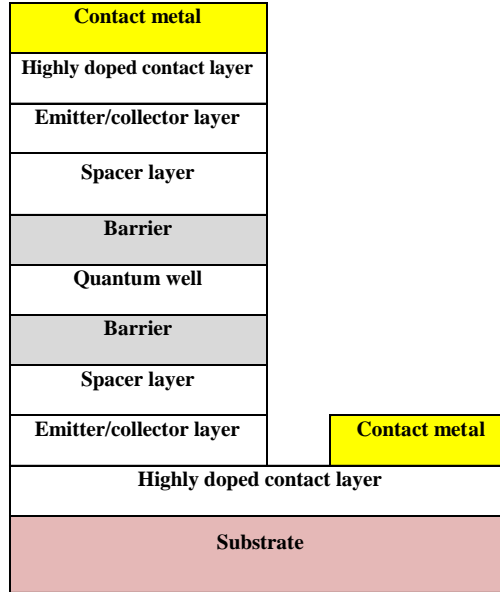 Contact metal
Highly doped contact layer
Emitter/collector layer
Spacer layer
Barrier
Quantum well
Barrier
Spacer layer
Emitter/collector layer
Contact metal
Highly doped contact layer
Substrate